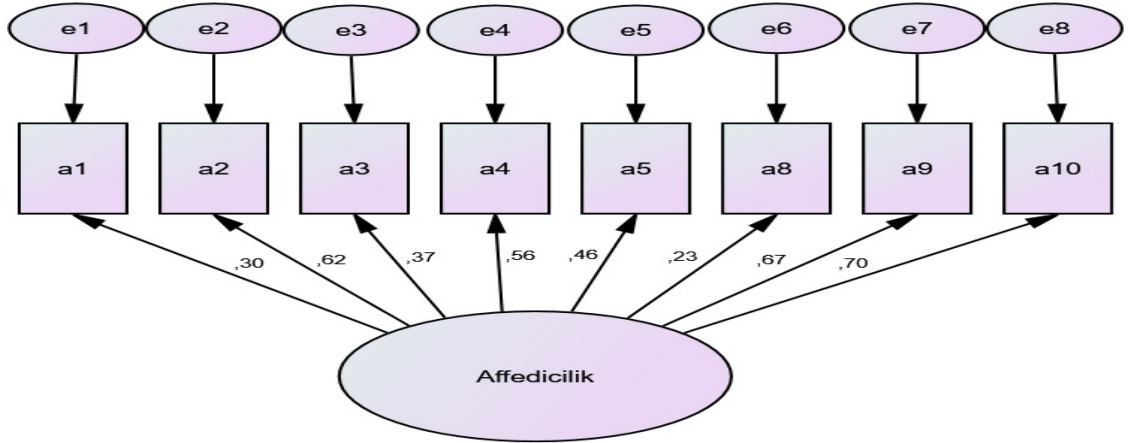 e1 e2 e3 e4 e5 e6 e7 e8
a1 a2 a3 a4 a5 a8 a9 a10
,30 ,62 ,37 ,56 ,46 ,23 ,67 ,70
Affedicilik